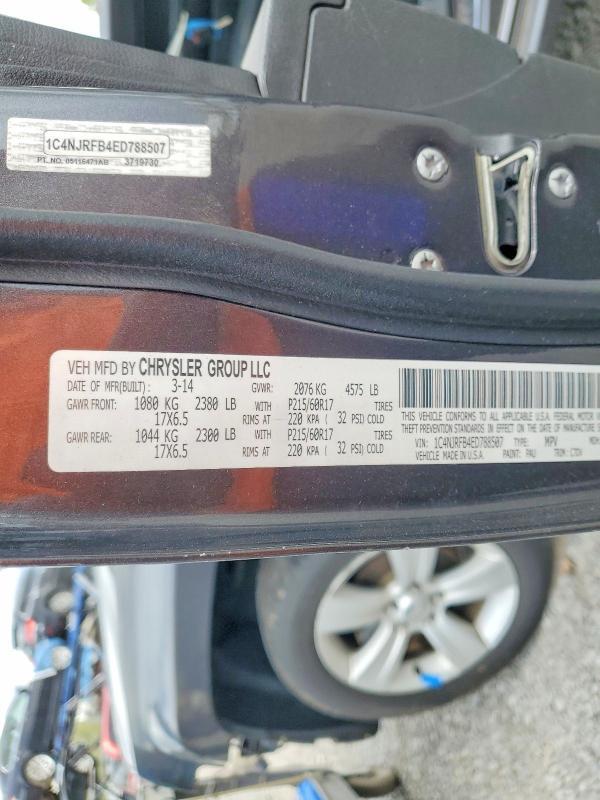 1C4NJRFB4ED788507
PT. NO. 05115471AB 3719730
VEH MFD BY CHRYSLER GROUP LLC
DATE OF MFR(BUILT): 3-14 GVWR: 2076 KG 4575 LB
GAWR FRONT: 1080 KG 2380 LB WITH P215/60R17 TIRES
17X6.5 RIMS AT 220 KPA ( 32 PSI) COLD
GAWR REAR: 1044 KG 2300 LB WITH P215/60R17 TIRES
17X6.5 RIMS AT 220 KPA ( 32 PSI) COLD
THIS VEHICLE CONFORMS TO ALL APPLICABLE U.S.A. FEDERAL MOTOR
THEFT PREVENTION STANDARDS IN EFFECT ON THE DATE OF
VIN: 1C4NJRFB4ED788507 TYPE: MPV
VEHICLE MADE IN U.S.A. PAINT: PAU TRIM: